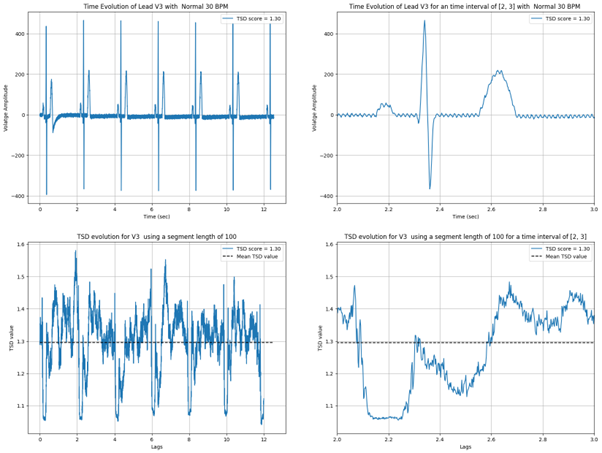 Time Evolution of Lead V3 with Normal 30 BPM
TSD score = 1.30
400
200
0
−200
−400
Volatge Amplitude
0 2 4 6 8 10 12
Time (sec)
Time Evolution of Lead V3 for an time interval of [2, 3] with Normal 30 BPM
TSD score = 1.30
400
200
0
−200
−400
Volatge Amplitude
2.0 2.2 2.4 2.6 2.8 3.0
Time (sec)
TSD evolution for V3 using a segment length of 100
TSD score = 1.30
Mean TSD value
1.6
1.5
1.4
1.3
1.2
1.1
TSD value
0 2 4 6 8 10 12
Lags
TSD evolution for V3 using a segment length of 100 for a time interval of [2, 3]
TSD score = 1.30
Mean TSD value
1.6
1.5
1.4
1.3
1.2
1.1
TSD value
2.0 2.2 2.4 2.6 2.8 3.0
Lags